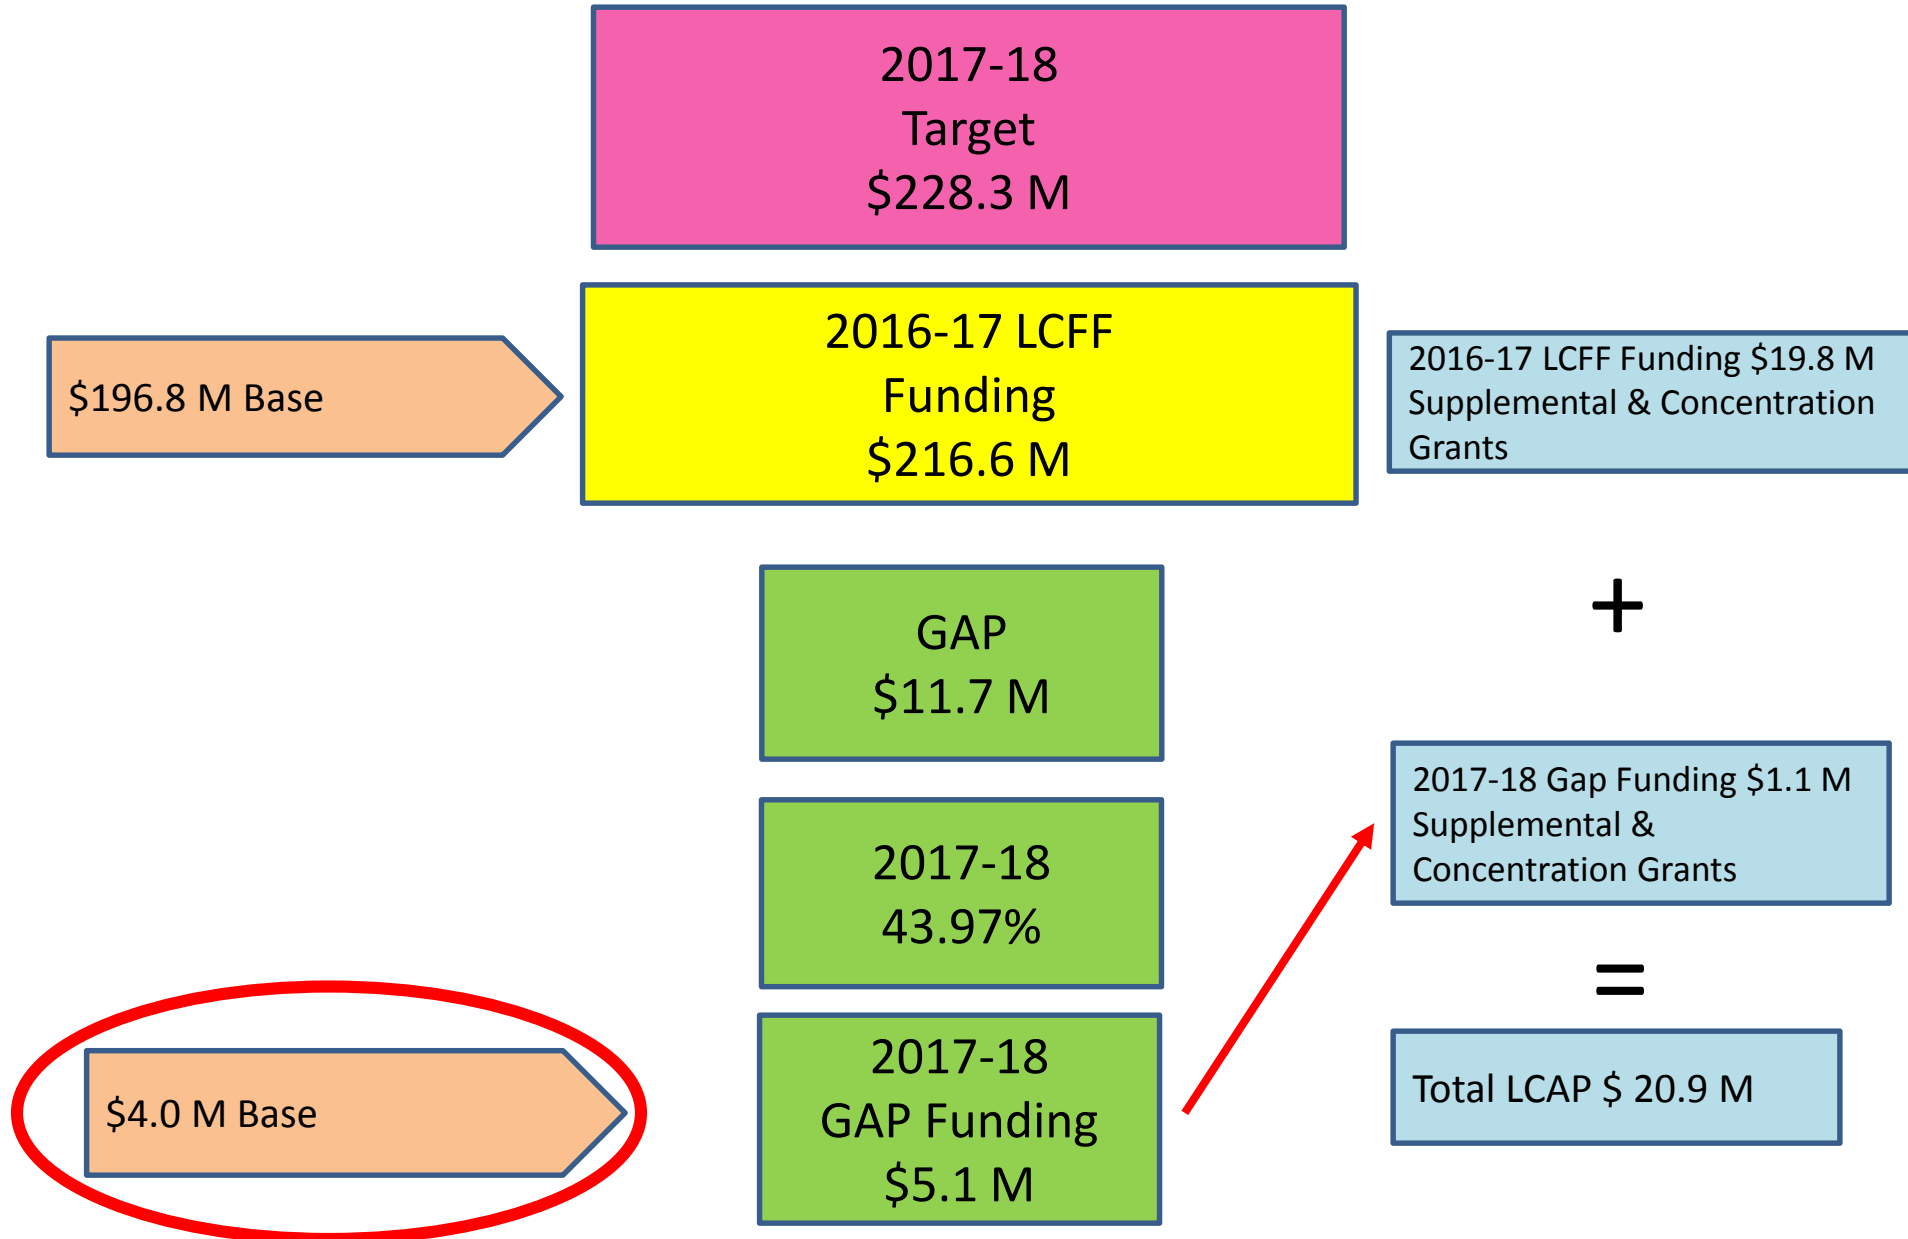 2017-18
Target
$228.3 M
$196.8 M Base
2016-17 LCFF
Funding
$216.6 M
2016-17 LCFF Funding $19.8 M
Supplemental & Concentration
Grants
+
GAP
$11.7 M
2017-18 Gap Funding $1.1 M
Supplemental &
Concentration Grants
2017-18
43.97%
=
$4.0 M Base
2017-18
GAP Funding
$5.1 M
Total LCAP $ 20.9 M